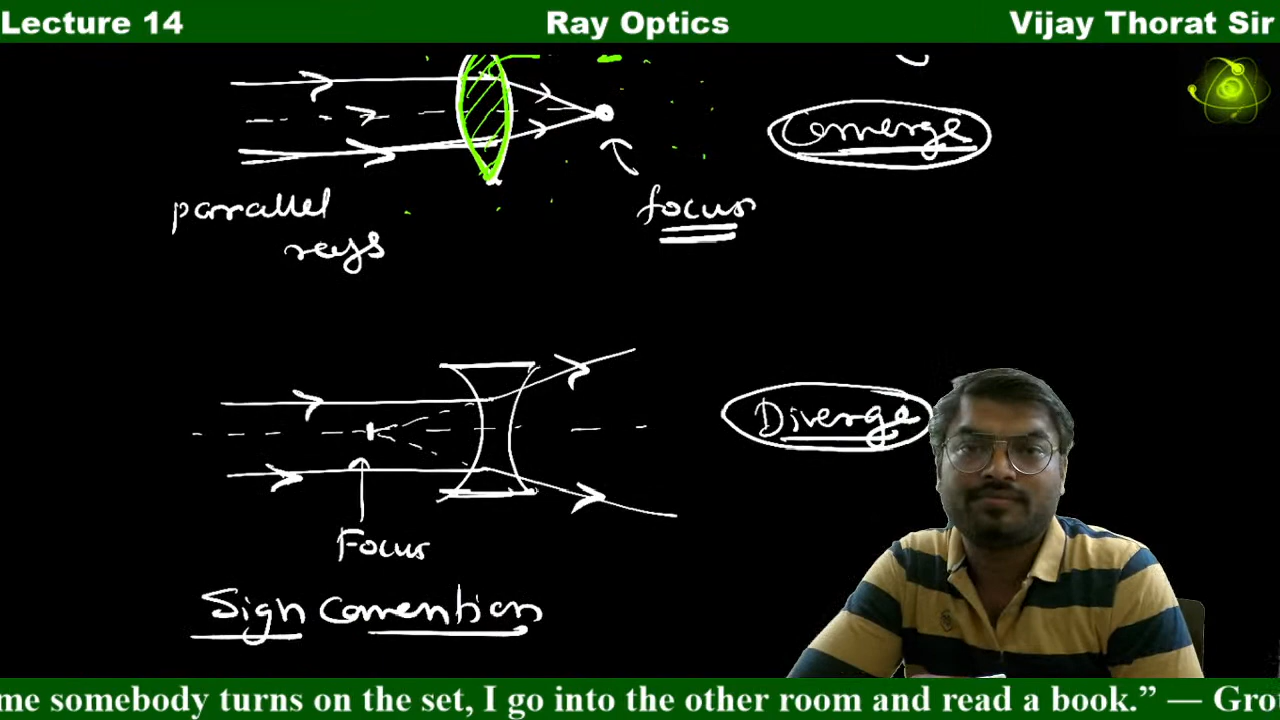 Lecture 14
Ray Optics
Vijay Thorat Sir
Converge
parallel
rays
focus
Diverge
Focus
Sign Convention
me somebody turns on the set, I go into the other room and read a book.” — Gro